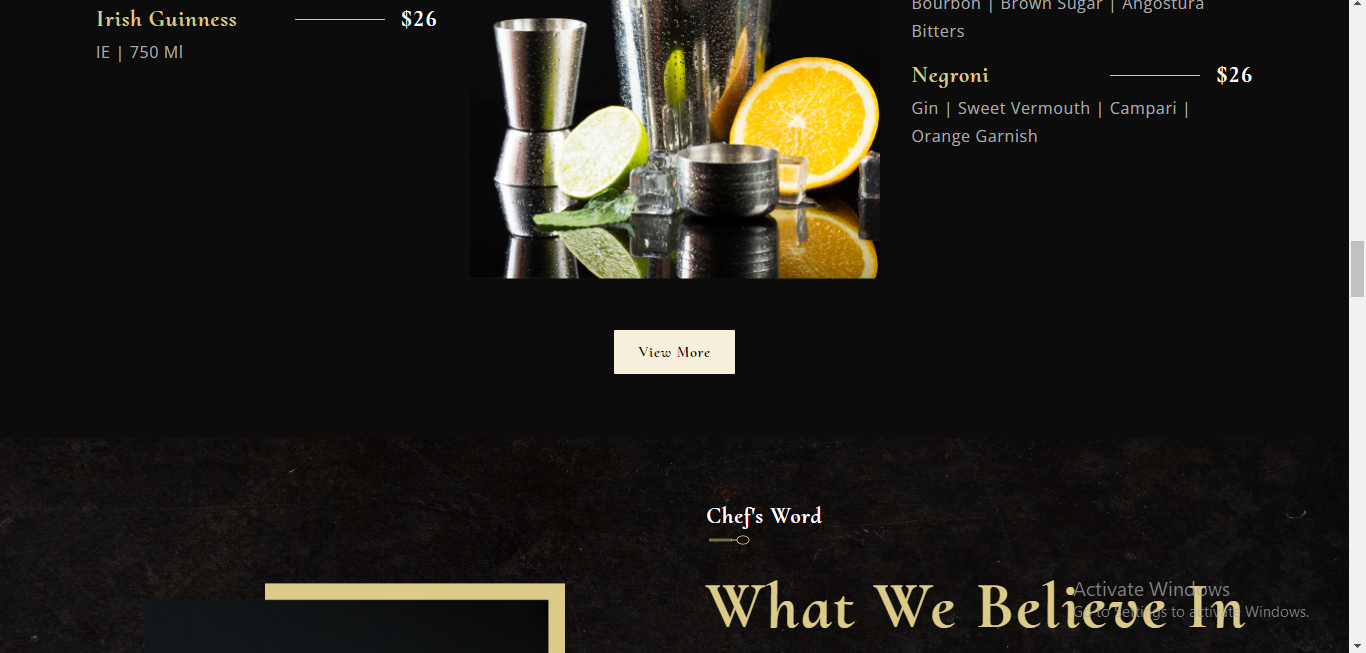 Irish Guinness $26
IE | 750 Ml
Bourbon | Brown Sugar | Angostura
Bitters
Negroni $26
Gin | Sweet Vermouth | Campari |
Orange Garnish
View More
Chef's Word
What We Believe In
Activate Windows
Go to Settings to activate Windows.